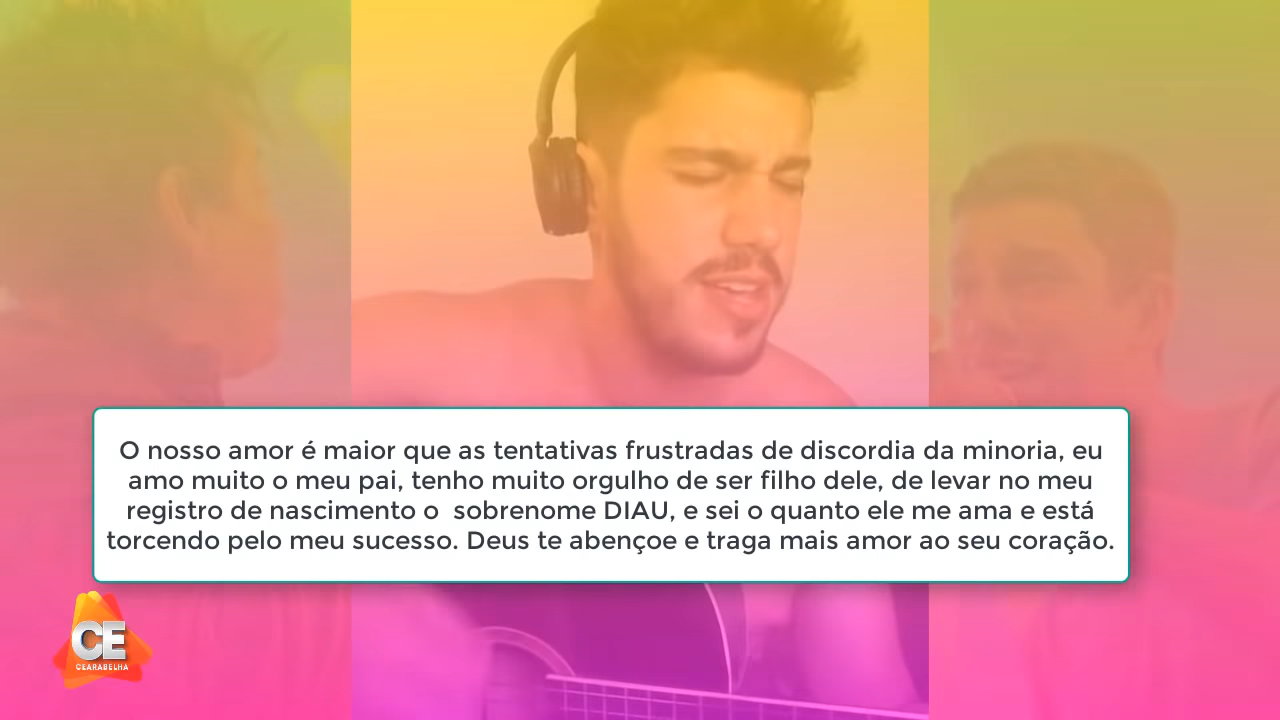 O nosso amor é maior que as tentativas frustradas de discordia da minoria, eu
amo muito o meu pai, tenho muito orgulho de ser filho dele, de levar no meu
registro de nascimento o  sobrenome DIAU, e sei o quanto ele me ama e está
torcendo pelo meu sucesso. Deus te abençoe e traga mais amor ao seu coração.
CE
CEARABELHA